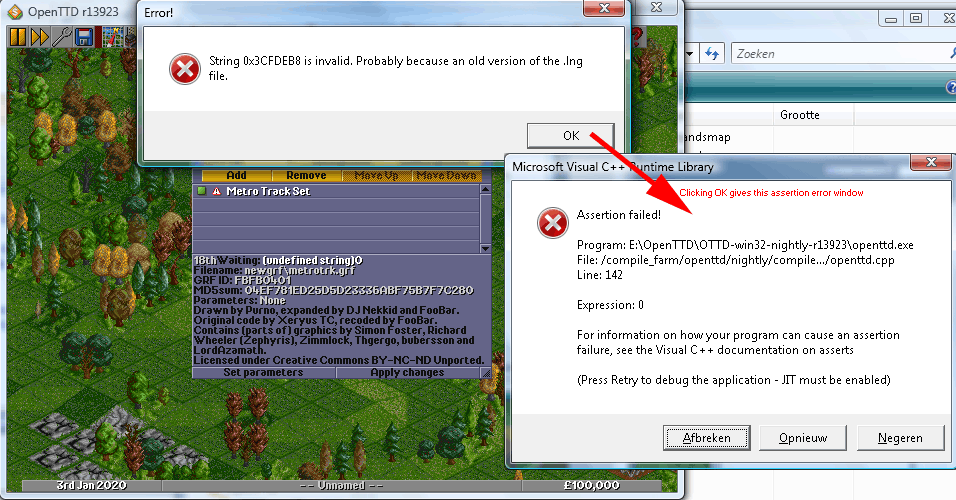 OpenTTD r13923
Error!
String 0x3CFDEB8 is invalid. Probably because an old version of the .lng
file.
OK
Zoeken
Grootte
andsmap
Microsoft Visual C++ Runtime Library
Clicking OK gives this assertion error window
Assertion failed!
Program: E:\OpenTTD\OTTD-win32-nightly-r13923\openttd.exe
File: /compile_farm/openttd/nightly/compile.../openttd.cpp
Line: 142
Expression: 0
For information on how your program can cause an assertion
failure, see the Visual C++ documentation on asserts
(Press Retry to debug the application - JIT must be enabled)
Afbreken Opnieuw Negeren
Add Remove Move Up Move Down
Metro Track Set
18thWaiting: (undefined string)0
Filename: newgrf\metrotrk.grf
GRF ID: FBFB0401
MD5sum: 04EF781ED25D5D23336ABF75B7F7C2B0
Parameters: None
Drawn by Purno, expanded by DJ Nekkid and FooBar.
Original code by Xeryus TC, recoded by FooBar.
Contains (parts of) graphics by Simon Foster, Richard
Wheeler (Zephyris), Zimmlock, Thgergo, bubersson and
LordAzamath.
Licensed under Creative Commons BY-NC-ND Unported.
Set parameters Apply changes
3rd Jan 2020 -- Unnamed -- £100,000